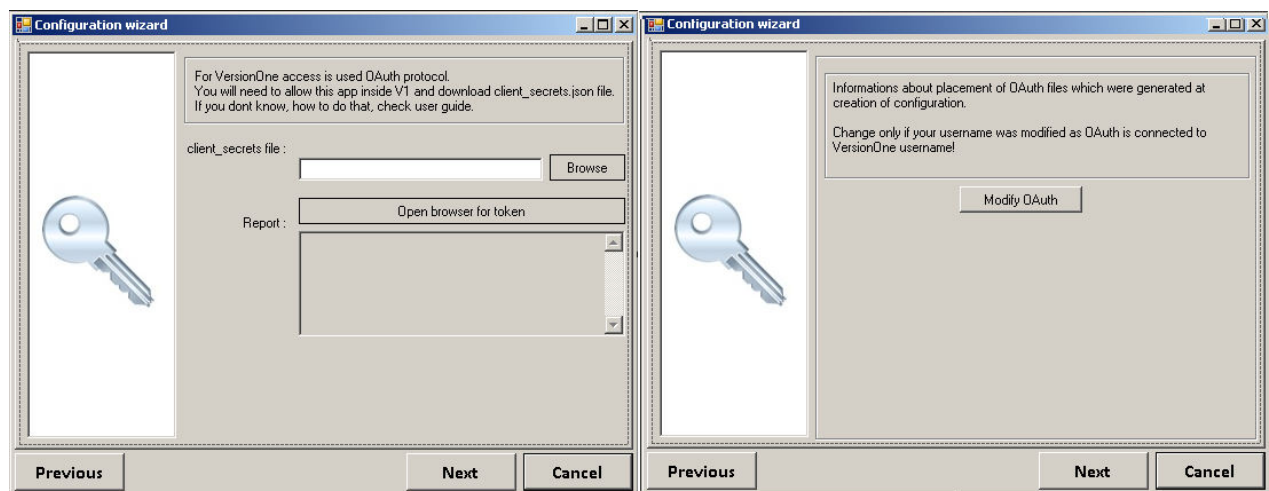 Configuration wizard
For VersionOne access is used OAuth protocol.
You will need to allow this app inside V1 and download client_secrets.json file.
If you dont know, how to do that, check user guide.
client_secrets file :
Browse
Open browser for token
Report :
Previous
Next
Cancel
Configuration wizard
Informations about placement of OAuth files which were generated at
creation of configuration.
Change only if your username was modified as OAuth is connected to
VersionOne username!
Modify OAuth
Previous
Next
Cancel